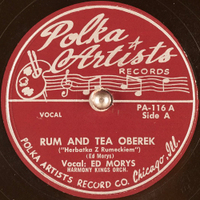 Polka
Artists
RECORDS
VOCAL
PA-116 A
Side A
RUM AND TEA OBEREK
("Herbatka Z Rumeckiem")
(Ed Morys)
Vocal: ED MORYS
HARMONY KINGS ORCH.
POLKA ARTISTS RECORD CO. Chicago, Ill.